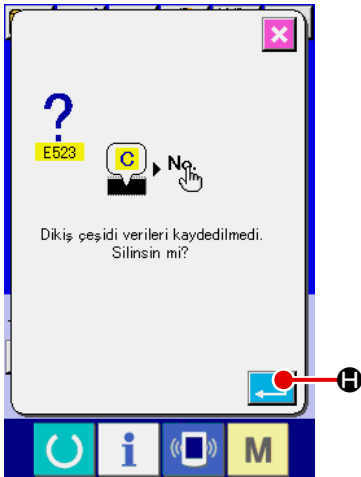 E523
C
No.
Dikiş çeşidi verileri kaydedilmedi.
Silinsin mi?
H
i
M